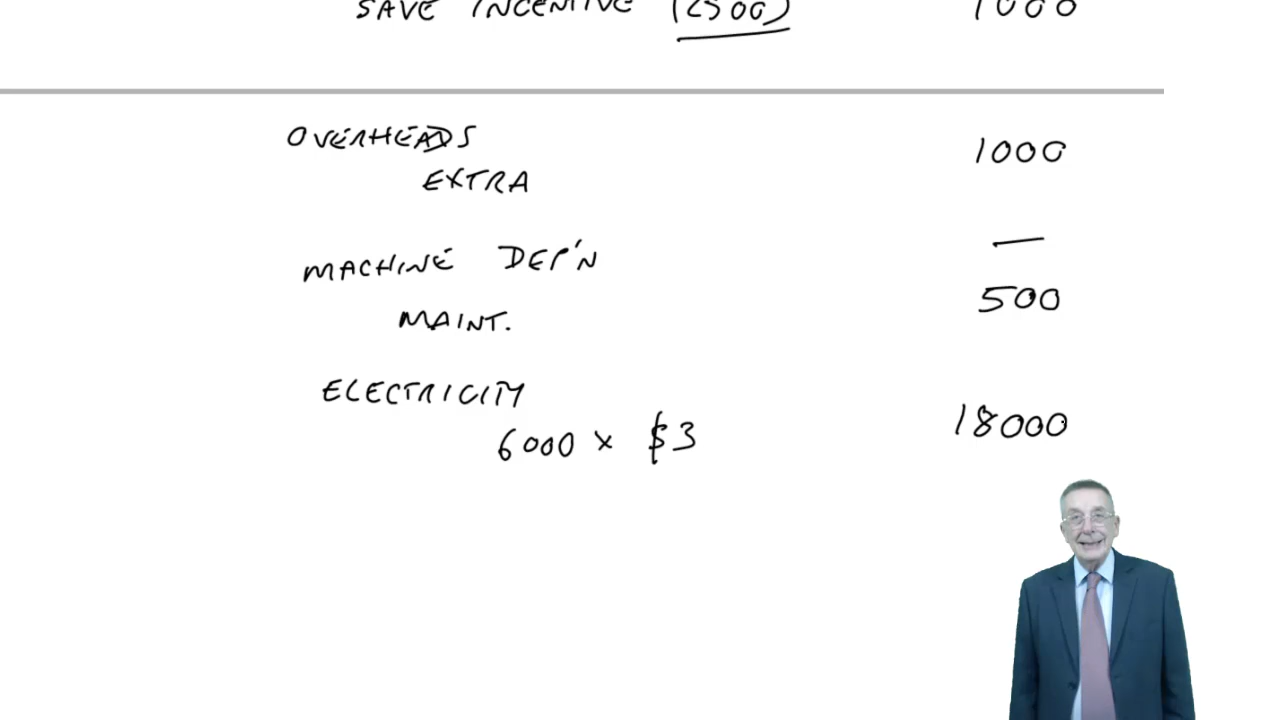 SAVE INCENTIVE (2500) 1000
OVERHEADS
EXTRA 1000
MACHINE DEP'N —
MAINT. 500
ELECTRICITY
6000 × $3 18000